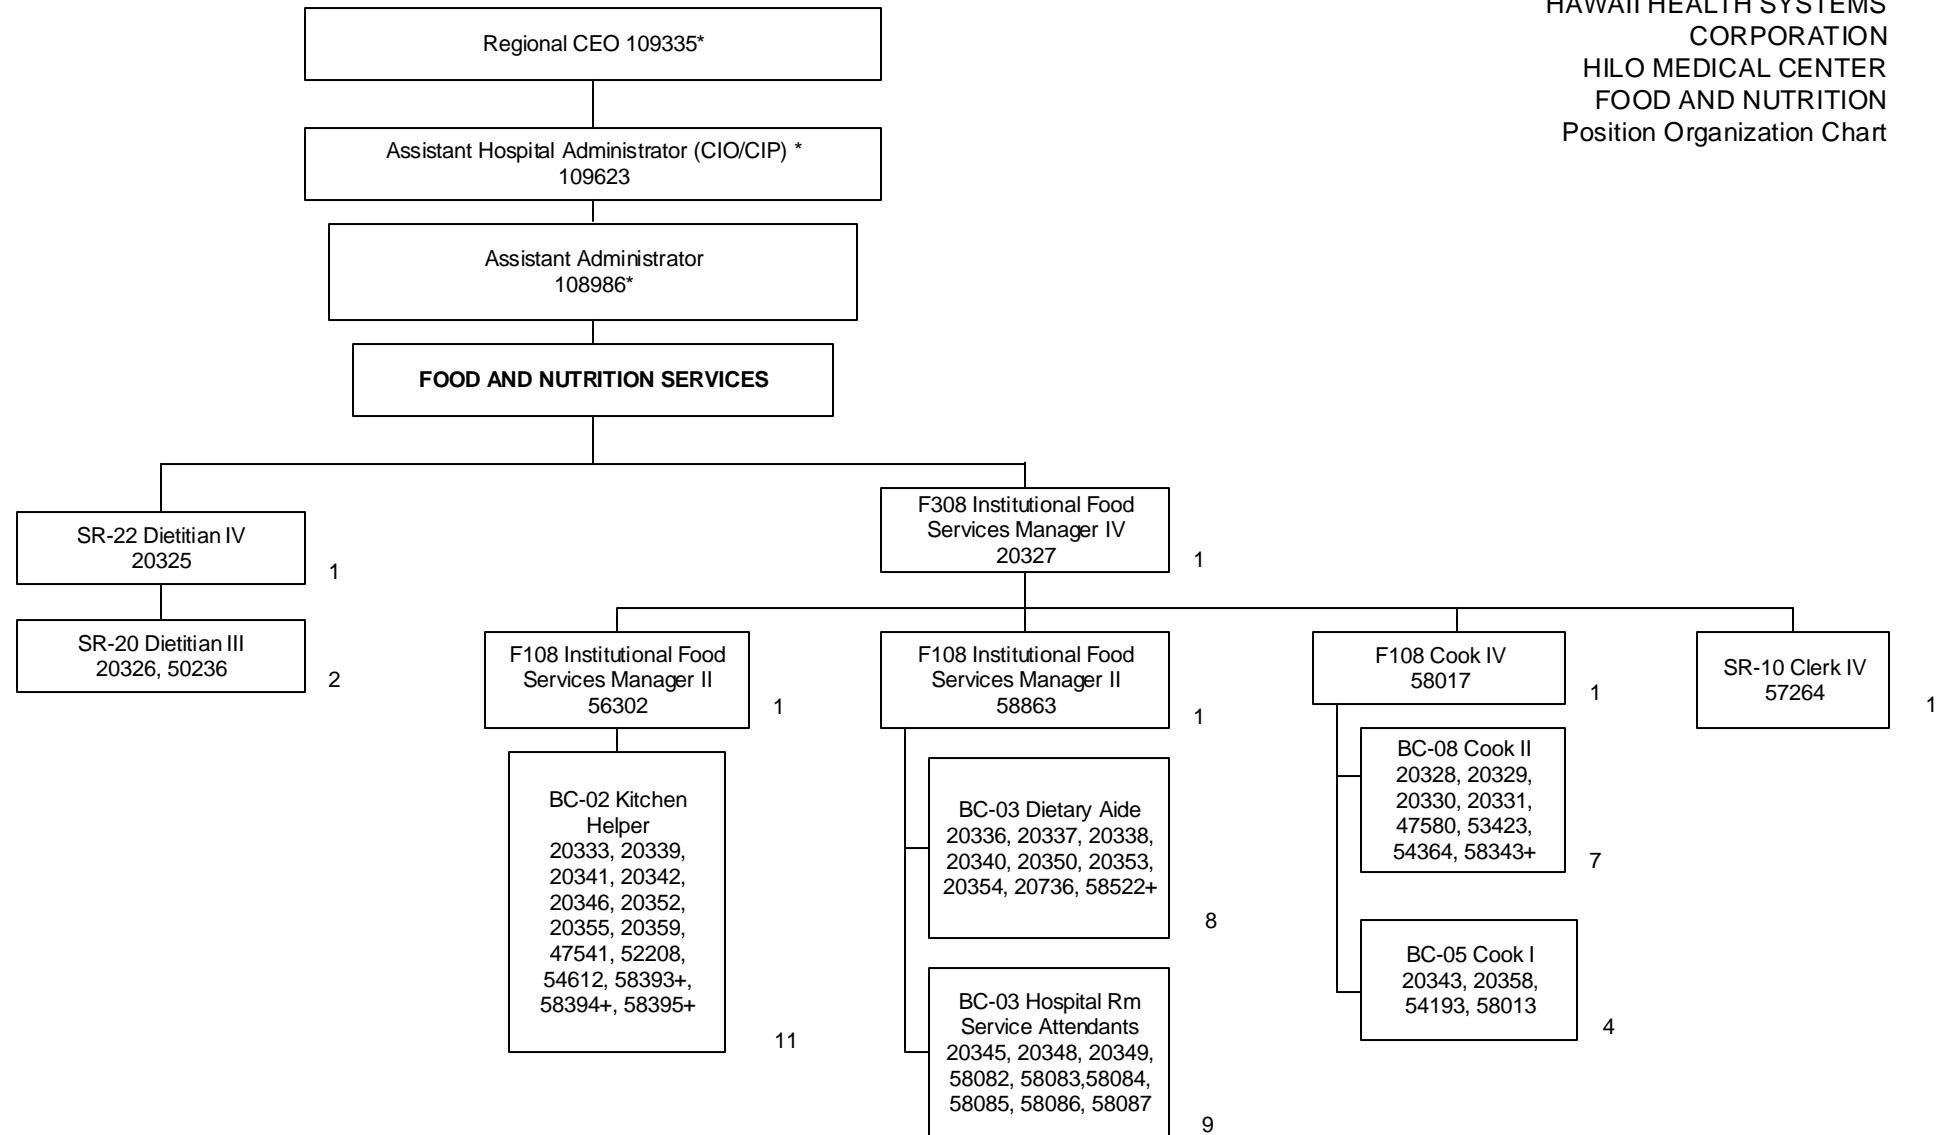 HAWAII HEALTH SYSTEMS
CORPORATION
HILO MEDICAL CENTER
FOOD AND NUTRITION
Position Organization Chart
Regional CEO 109335*
Assistant Hospital Administrator (CIO/CIP) *
109623
Assistant Administrator
108986*
FOOD AND NUTRITION SERVICES
SR-22 Dietitian IV
20325
1
SR-20 Dietitian III
20326, 50236
2
F308 Institutional Food
Services Manager IV
20327
1
F108 Institutional Food
Services Manager II
56302
1
BC-02 Kitchen
Helper
20333, 20339,
20341, 20342,
20346, 20352,
20355, 20359,
47541, 52208,
54612, 58393+,
58394+, 58395+
11
F108 Institutional Food
Services Manager II
58863
1
BC-03 Dietary Aide
20336, 20337, 20338,
20340, 20350, 20353,
20354, 20736, 58522+
8
BC-03 Hospital Rm
Service Attendants
20345, 20348, 20349,
58082, 58083,58084,
58085, 58086, 58087
9
F108 Cook IV
58017
1
BC-08 Cook II
20328, 20329,
20330, 20331,
47580, 53423,
54364, 58343+
7
BC-05 Cook I
20343, 20358,
54193, 58013
4
SR-10 Clerk IV
57264
1